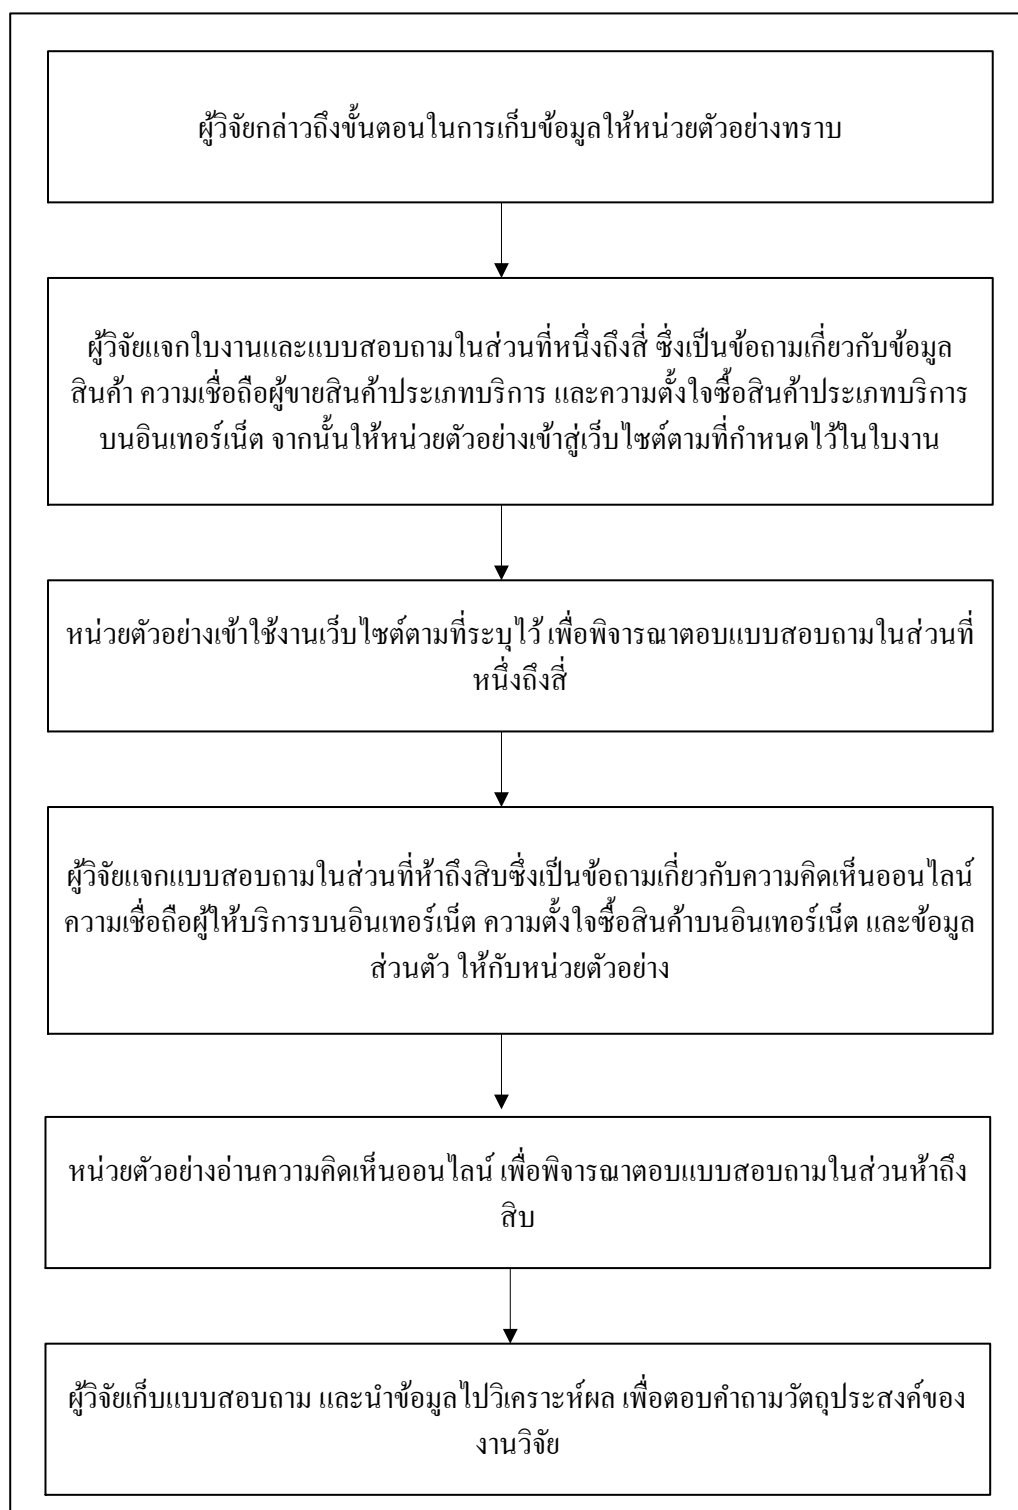 ผู้วิจัยกล่าวถึงขั้นตอนในการเก็บข้อมูลให้หน่วยตัวอย่างทราบ
ผู้วิจัยแจกใบงานและแบบสอบถามในส่วนที่หนึ่งถึงสี่ ซึ่งเป็นข้อถามเกี่ยวกับข้อมูล
สินค้า ความเชื่อถือผู้ขายสินค้าประเภทบริการ และความตั้งใจซื้อสินค้าประเภทบริการ
บนอินเทอร์เน็ต จากนั้นให้หน่วยตัวอย่างเข้าสู่เว็บไซต์ตามที่กำหนดไว้ในใบงาน
หน่วยตัวอย่างเข้าใช้งานเว็บไซต์ตามที่ระบุไว้ เพื่อพิจารณาตอบแบบสอบถามในส่วนที่
หนึ่งถึงสี่
ผู้วิจัยแจกแบบสอบถามในส่วนที่ห้าถึงสิบซึ่งเป็นข้อถามเกี่ยวกับความคิดเห็นออนไลน์
ความเชื่อถือผู้ให้บริการบนอินเทอร์เน็ต ความตั้งใจซื้อสินค้าบนอินเทอร์เน็ต และข้อมูล
ส่วนตัว ให้กับหน่วยตัวอย่าง
หน่วยตัวอย่างอ่านความคิดเห็นออนไลน์ เพื่อพิจารณาตอบแบบสอบถามในส่วนห้าถึง
สิบ
ผู้วิจัยเก็บแบบสอบถาม และนำข้อมูลไปวิเคราะห์ผล เพื่อตอบคำถามวัตถุประสงค์ของ
งานวิจัย